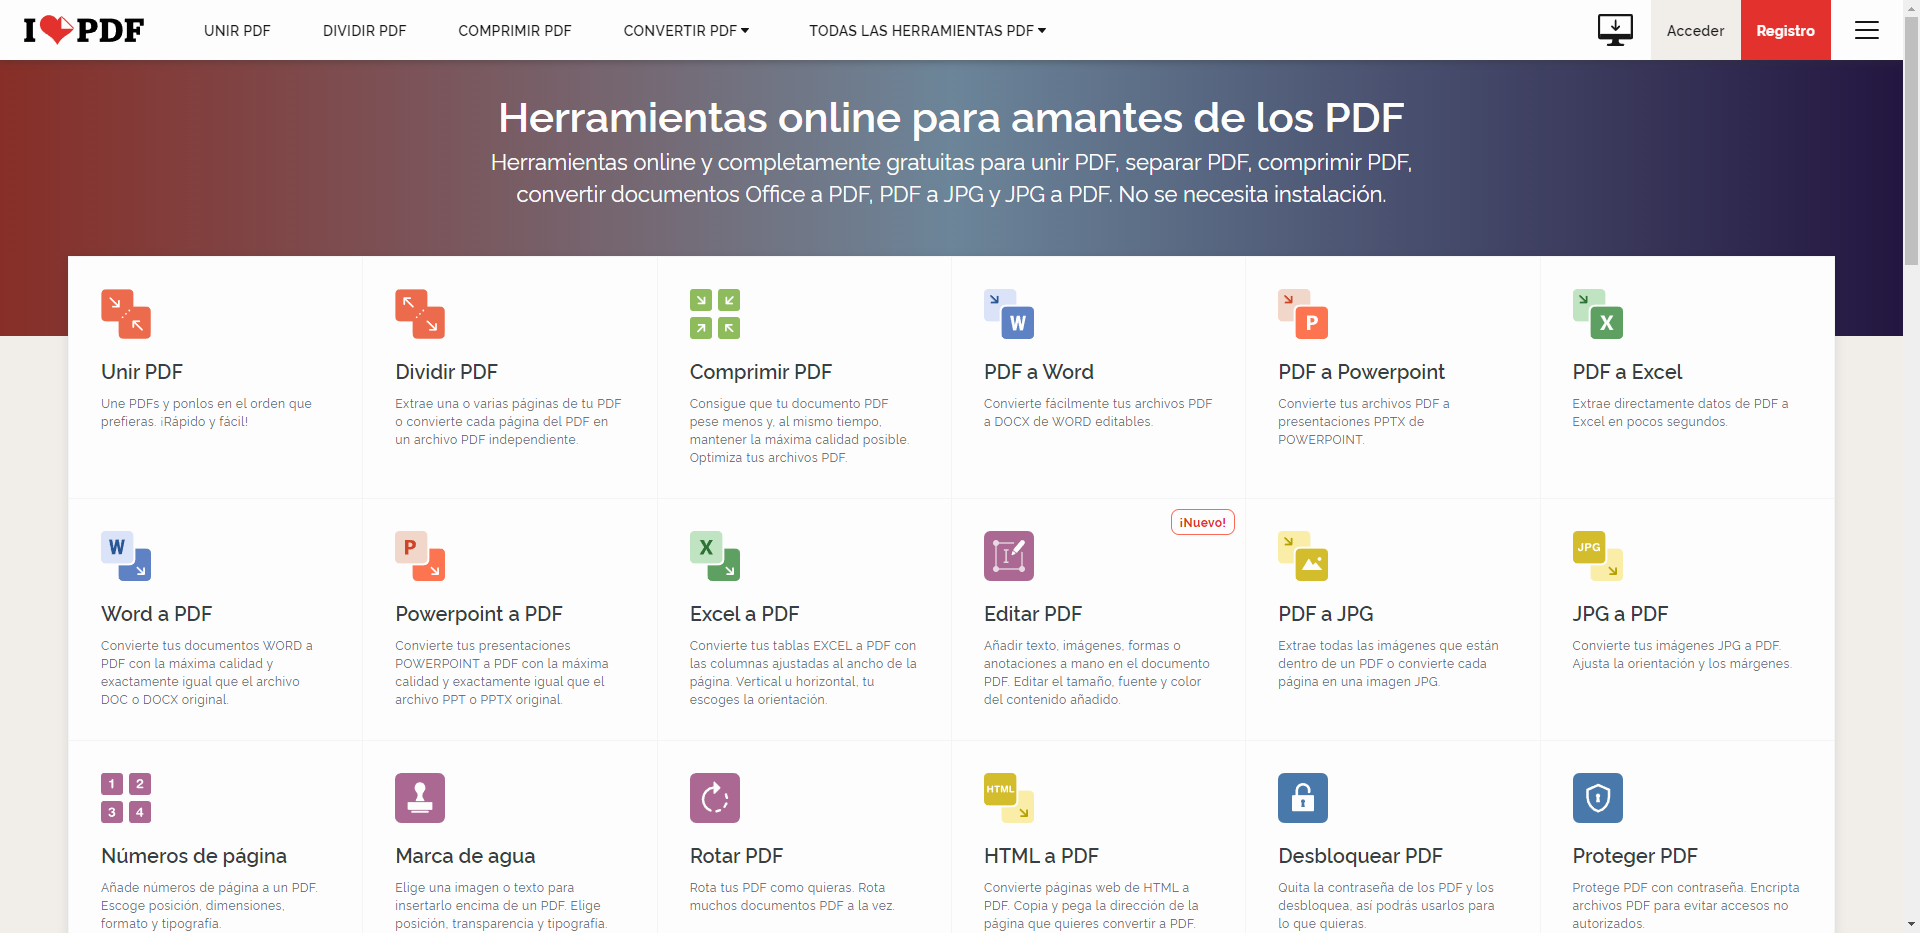 I PDF
UNIR PDF
DIVIDIR PDF
COMPRIMIR PDF
CONVERTIR PDF
TODAS LAS HERRAMIENTAS PDF
Acceder
Registro
Herramientas online para amantes de los PDF
Herramientas online y completamente gratuitas para unir PDF, separar PDF, comprimir PDF,
convertir documentos Office a PDF, PDF a JPG y JPG a PDF. No se necesita instalación.
Unir PDF
Une PDFs y ponlos en el orden que
prefieras. ¡Rápido y fácil!
Dividir PDF
Extrae una o varias páginas de tu PDF
o convierte cada página del PDF en
un archivo PDF independiente.
Comprimir PDF
Consigue que tu documento PDF
pese menos y, al mismo tiempo,
mantener la máxima calidad posible.
Optimiza tus archivos PDF.
W
PDF a Word
Convierte fácilmente tus archivos PDF
a DOCX de WORD editables.
P
PDF a Powerpoint
Convierte tus archivos PDF a
presentaciones PPTX de
POWERPOINT.
X
PDF a Excel
Extrae directamente datos de PDF a
Excel en pocos segundos.
W
Word a PDF
Convierte tus documentos WORD a
PDF con la máxima calidad y
exactamente igual que el archivo
DOC o DOCX original.
P
Powerpoint a PDF
Convierte tus presentaciones
POWERPOINT a PDF con la máxima
calidad y exactamente igual que el
archivo PPT o PPTX original.
X
Excel a PDF
Convierte tus tablas EXCEL a PDF con
las columnas ajustadas al ancho de la
página. Vertical u horizontal, tu
escoges la orientación.
¡Nuevo!
Editar PDF
Añadir texto, imágenes, formas o
anotaciones a mano en el documento
PDF. Editar el tamaño, fuente y color
del contenido añadido.
PDF a JPG
Extrae todas las imágenes que están
dentro de un PDF o convierte cada
página en una imagen JPG.
JPG
JPG a PDF
Convierte tus imágenes JPG a PDF.
Ajusta la orientación y los márgenes.
1 2
3 4
Números de página
Añade números de página a un PDF.
Escoge posición, dimensiones,
formato y tipografía.
Marca de agua
Elige una imagen o texto para
insertarlo encima de un PDF. Elige
posición, transparencia y tipografía.
Rotar PDF
Rota tus PDF como quieras. Rota
muchos documentos PDF a la vez.
HTML
HTML a PDF
Convierte páginas web de HTML a
PDF. Copia y pega la dirección de la
página que quieres convertir a PDF.
Desbloquear PDF
Quita la contraseña de los PDF y los
desbloquea, así podrás usarlos para
lo que quieras.
Proteger PDF
Protege PDF con contraseña. Encripta
archivos PDF para evitar accesos no
autorizados.